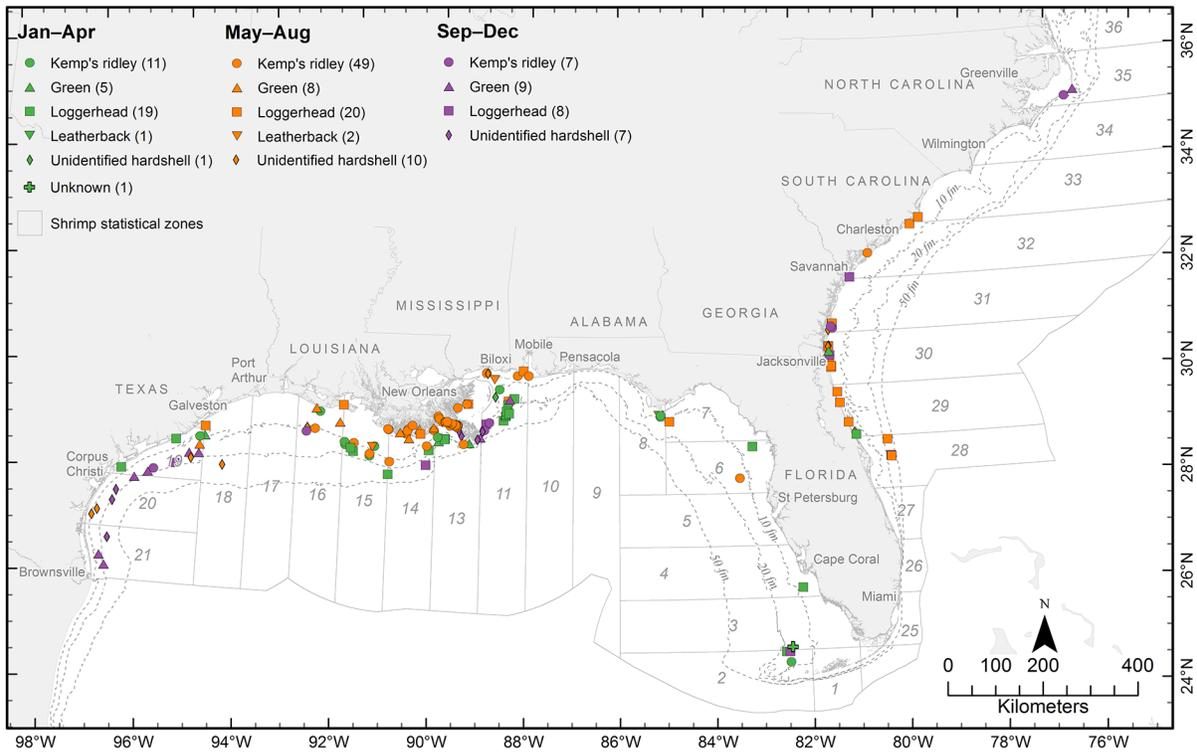 Jan–Apr
Kemp's ridley (11)
Green (5)
Loggerhead (19)
Leatherback (1)
Unidentified hardshell (1)
Unknown (1)
Shrimp statistical zones
May–Aug
Kemp's ridley (49)
Green (8)
Loggerhead (20)
Leatherback (2)
Unidentified hardshell (10)
Sep–Dec
Kemp's ridley (7)
Green (9)
Loggerhead (8)
Unidentified hardshell (7)
NORTH CAROLINA
Greenville
Wilmington
SOUTH CAROLINA
Charleston
Savannah
MISSISSIPPI
ALABAMA
GEORGIA
LOUISIANA
Mobile
Biloxi
Pensacola
Jacksonville
Port
Arthur
TEXAS
New Orleans
Galveston
Corpus
Christi
Brownsville
FLORIDA
St Petersburg
Cape Coral
Miami
10 fm
20 fm
50 fm
10 fm
20 fm
50 fm
36
35
34
33
32
31
30
29
28
27
26
25
1
2
3
4
5
6
7
8
9
10
11
13
14
15
16
17
18
20
21
N
0 100 200 400
Kilometers
36°N
34°N
32°N
30°N
28°N
26°N
24°N
98°W 96°W 94°W 92°W 90°W 88°W 86°W 84°W 82°W 80°W 78°W 76°W